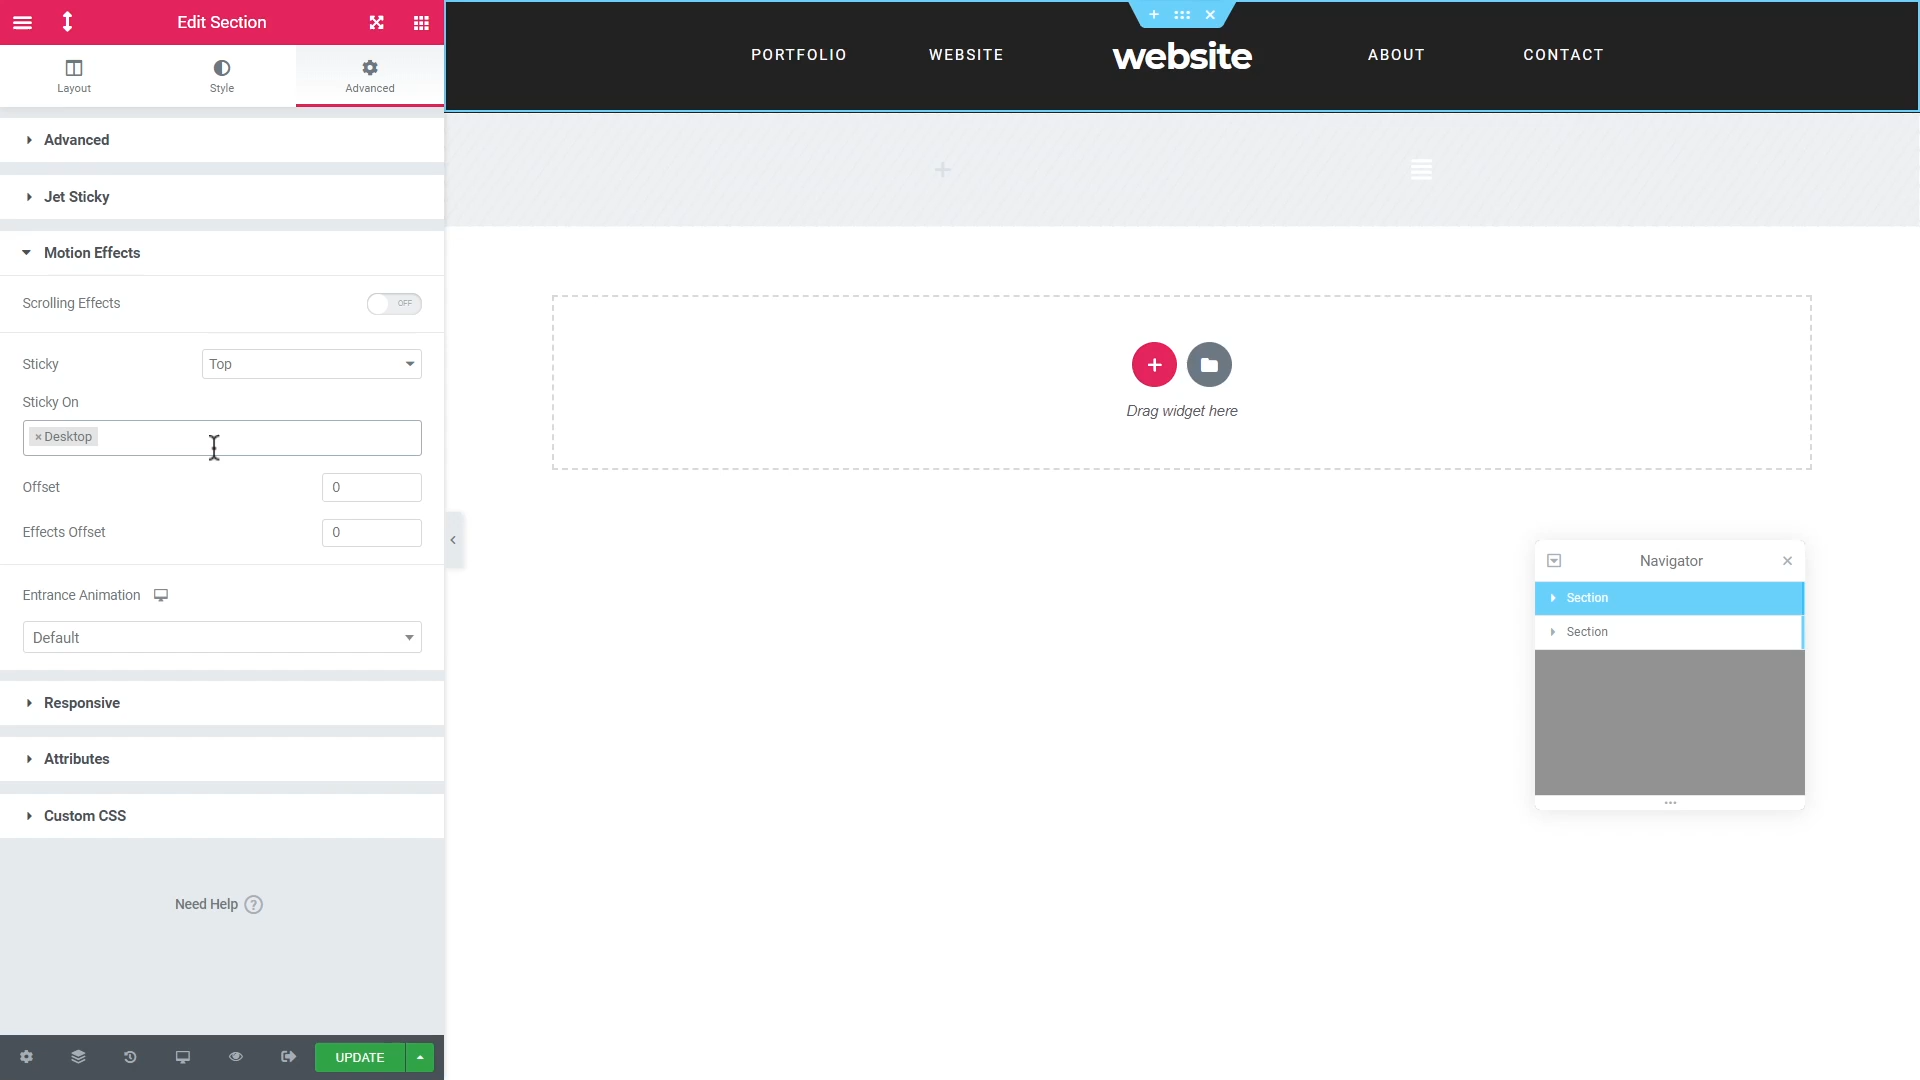 Edit Section
Layout
Style
Advanced
Advanced
Jet Sticky
Motion Effects
Scrolling Effects
OFF
Sticky
Top
Sticky On
× Desktop
Offset
0
Effects Offset
0
Entrance Animation
Default
Responsive
Attributes
Custom CSS
Need Help ?
UPDATE
PORTFOLIO
WEBSITE
website
ABOUT
CONTACT
Drag widget here
Navigator
Section
Section